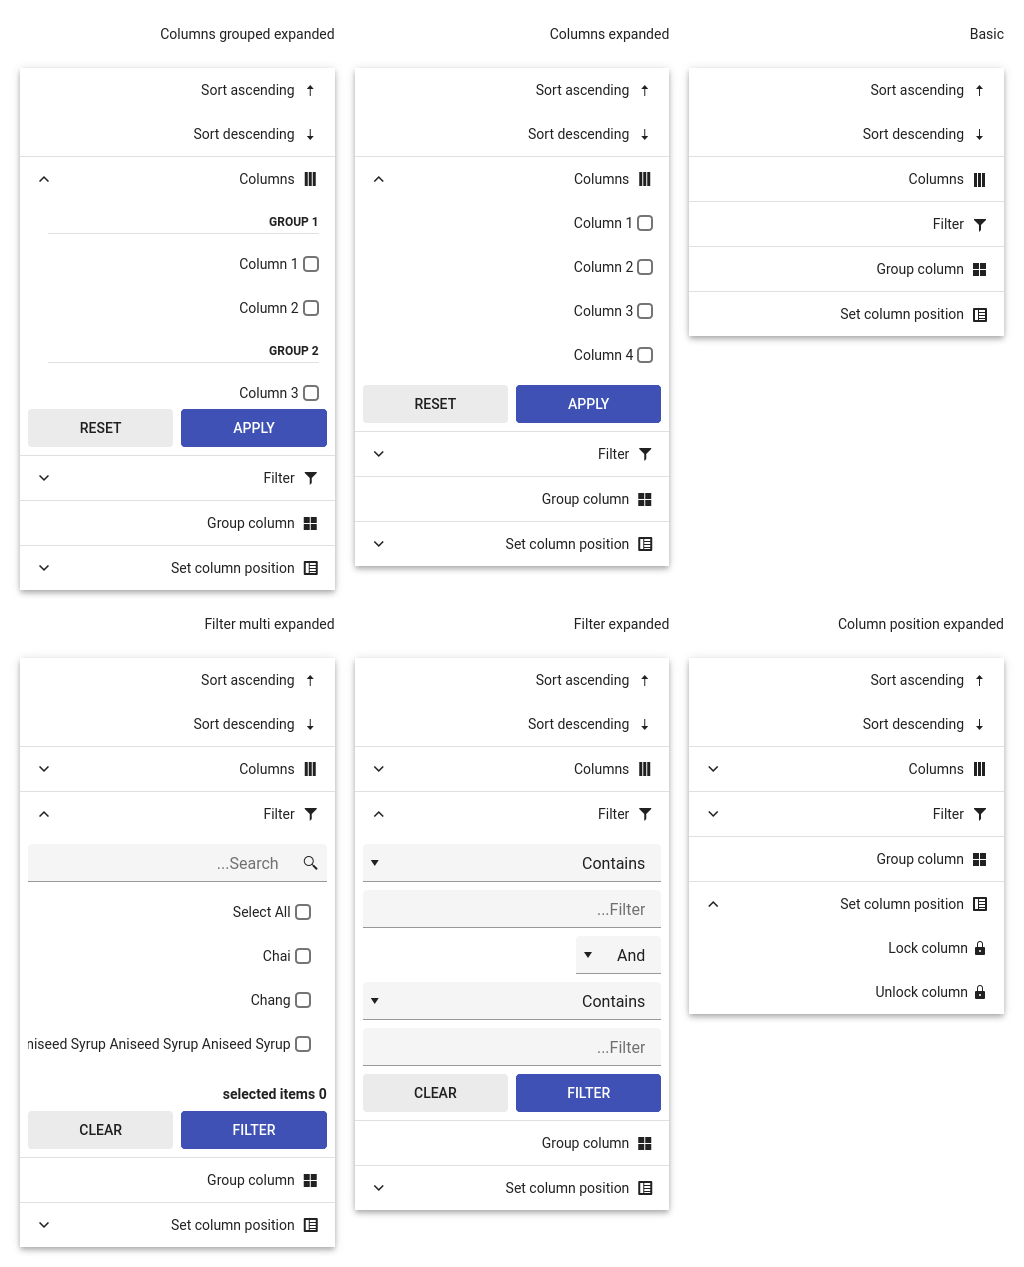 Basic
Sort ascending
Sort descending
Columns
Filter
Group column
Set column position
Columns expanded
Sort ascending
Sort descending
Columns
Column 1
Column 2
Column 3
Column 4
RESET
APPLY
Filter
Group column
Set column position
Columns grouped expanded
Sort ascending
Sort descending
Columns
GROUP 1
Column 1
Column 2
GROUP 2
Column 3
RESET
APPLY
Filter
Group column
Set column position
Column position expanded
Sort ascending
Sort descending
Columns
Filter
Group column
Set column position
Lock column
Unlock column
Filter expanded
Sort ascending
Sort descending
Columns
Filter
Contains
...Filter
And
Contains
...Filter
CLEAR
FILTER
Group column
Set column position
Filter multi expanded
Sort ascending
Sort descending
Columns
Filter
...Search
Select All
Chai
Chang
niseed Syrup Aniseed Syrup Aniseed Syrup
selected items 0
CLEAR
FILTER
Group column
Set column position